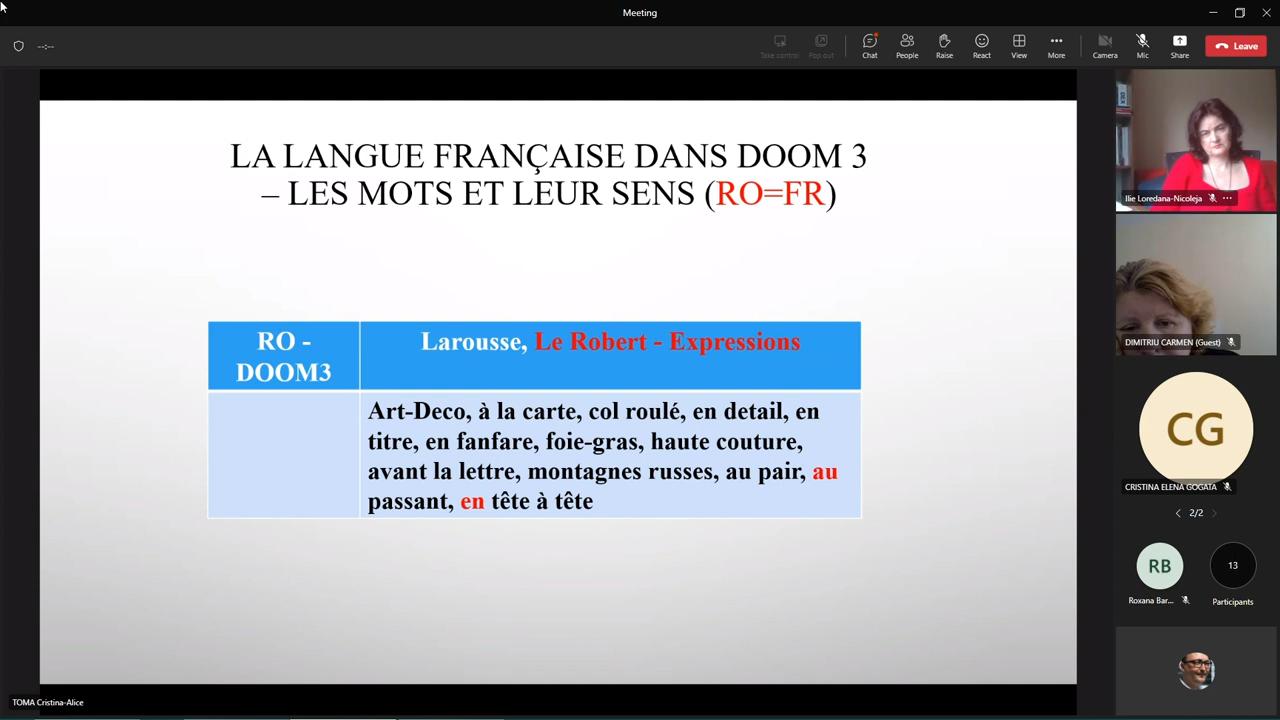 Meeting
--:--
Take control
Pop out
Chat
People
Raise
React
View
More
Camera
Mic
Share
Leave
LA LANGUE FRANÇAISE DANS DOOM 3
– LES MOTS ET LEUR SENS (RO=FR)
RO -
DOOM3
Larousse, Le Robert - Expressions
Art-Deco, à la carte, col roulé, en detail, en
titre, en fanfare, foie-gras, haute couture,
avant la lettre, montagnes russes, au pair, au
passant, en tête à tête
Ilie Loredana-Nicoleja
DIMITRIU CARMEN (Guest)
CG
CRISTINA ELENA GOGATA
2/2
RB
Roxana Bar...
13
Participants
TOMA Cristina-Alice